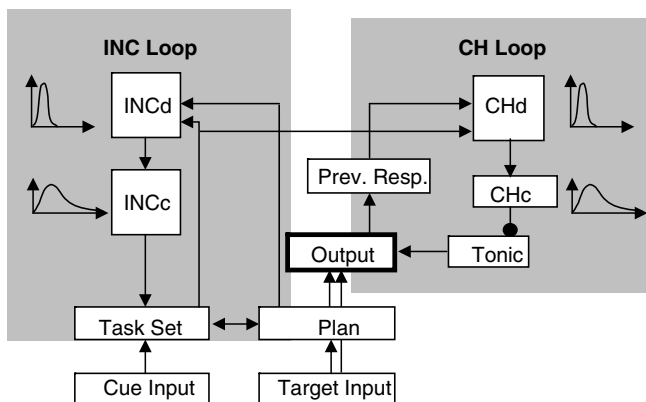 INC Loop
CH Loop
INCd
CHd
Prev. Resp.
INCc
CHc
Output
Tonic
Task Set
Plan
Cue Input
Target Input